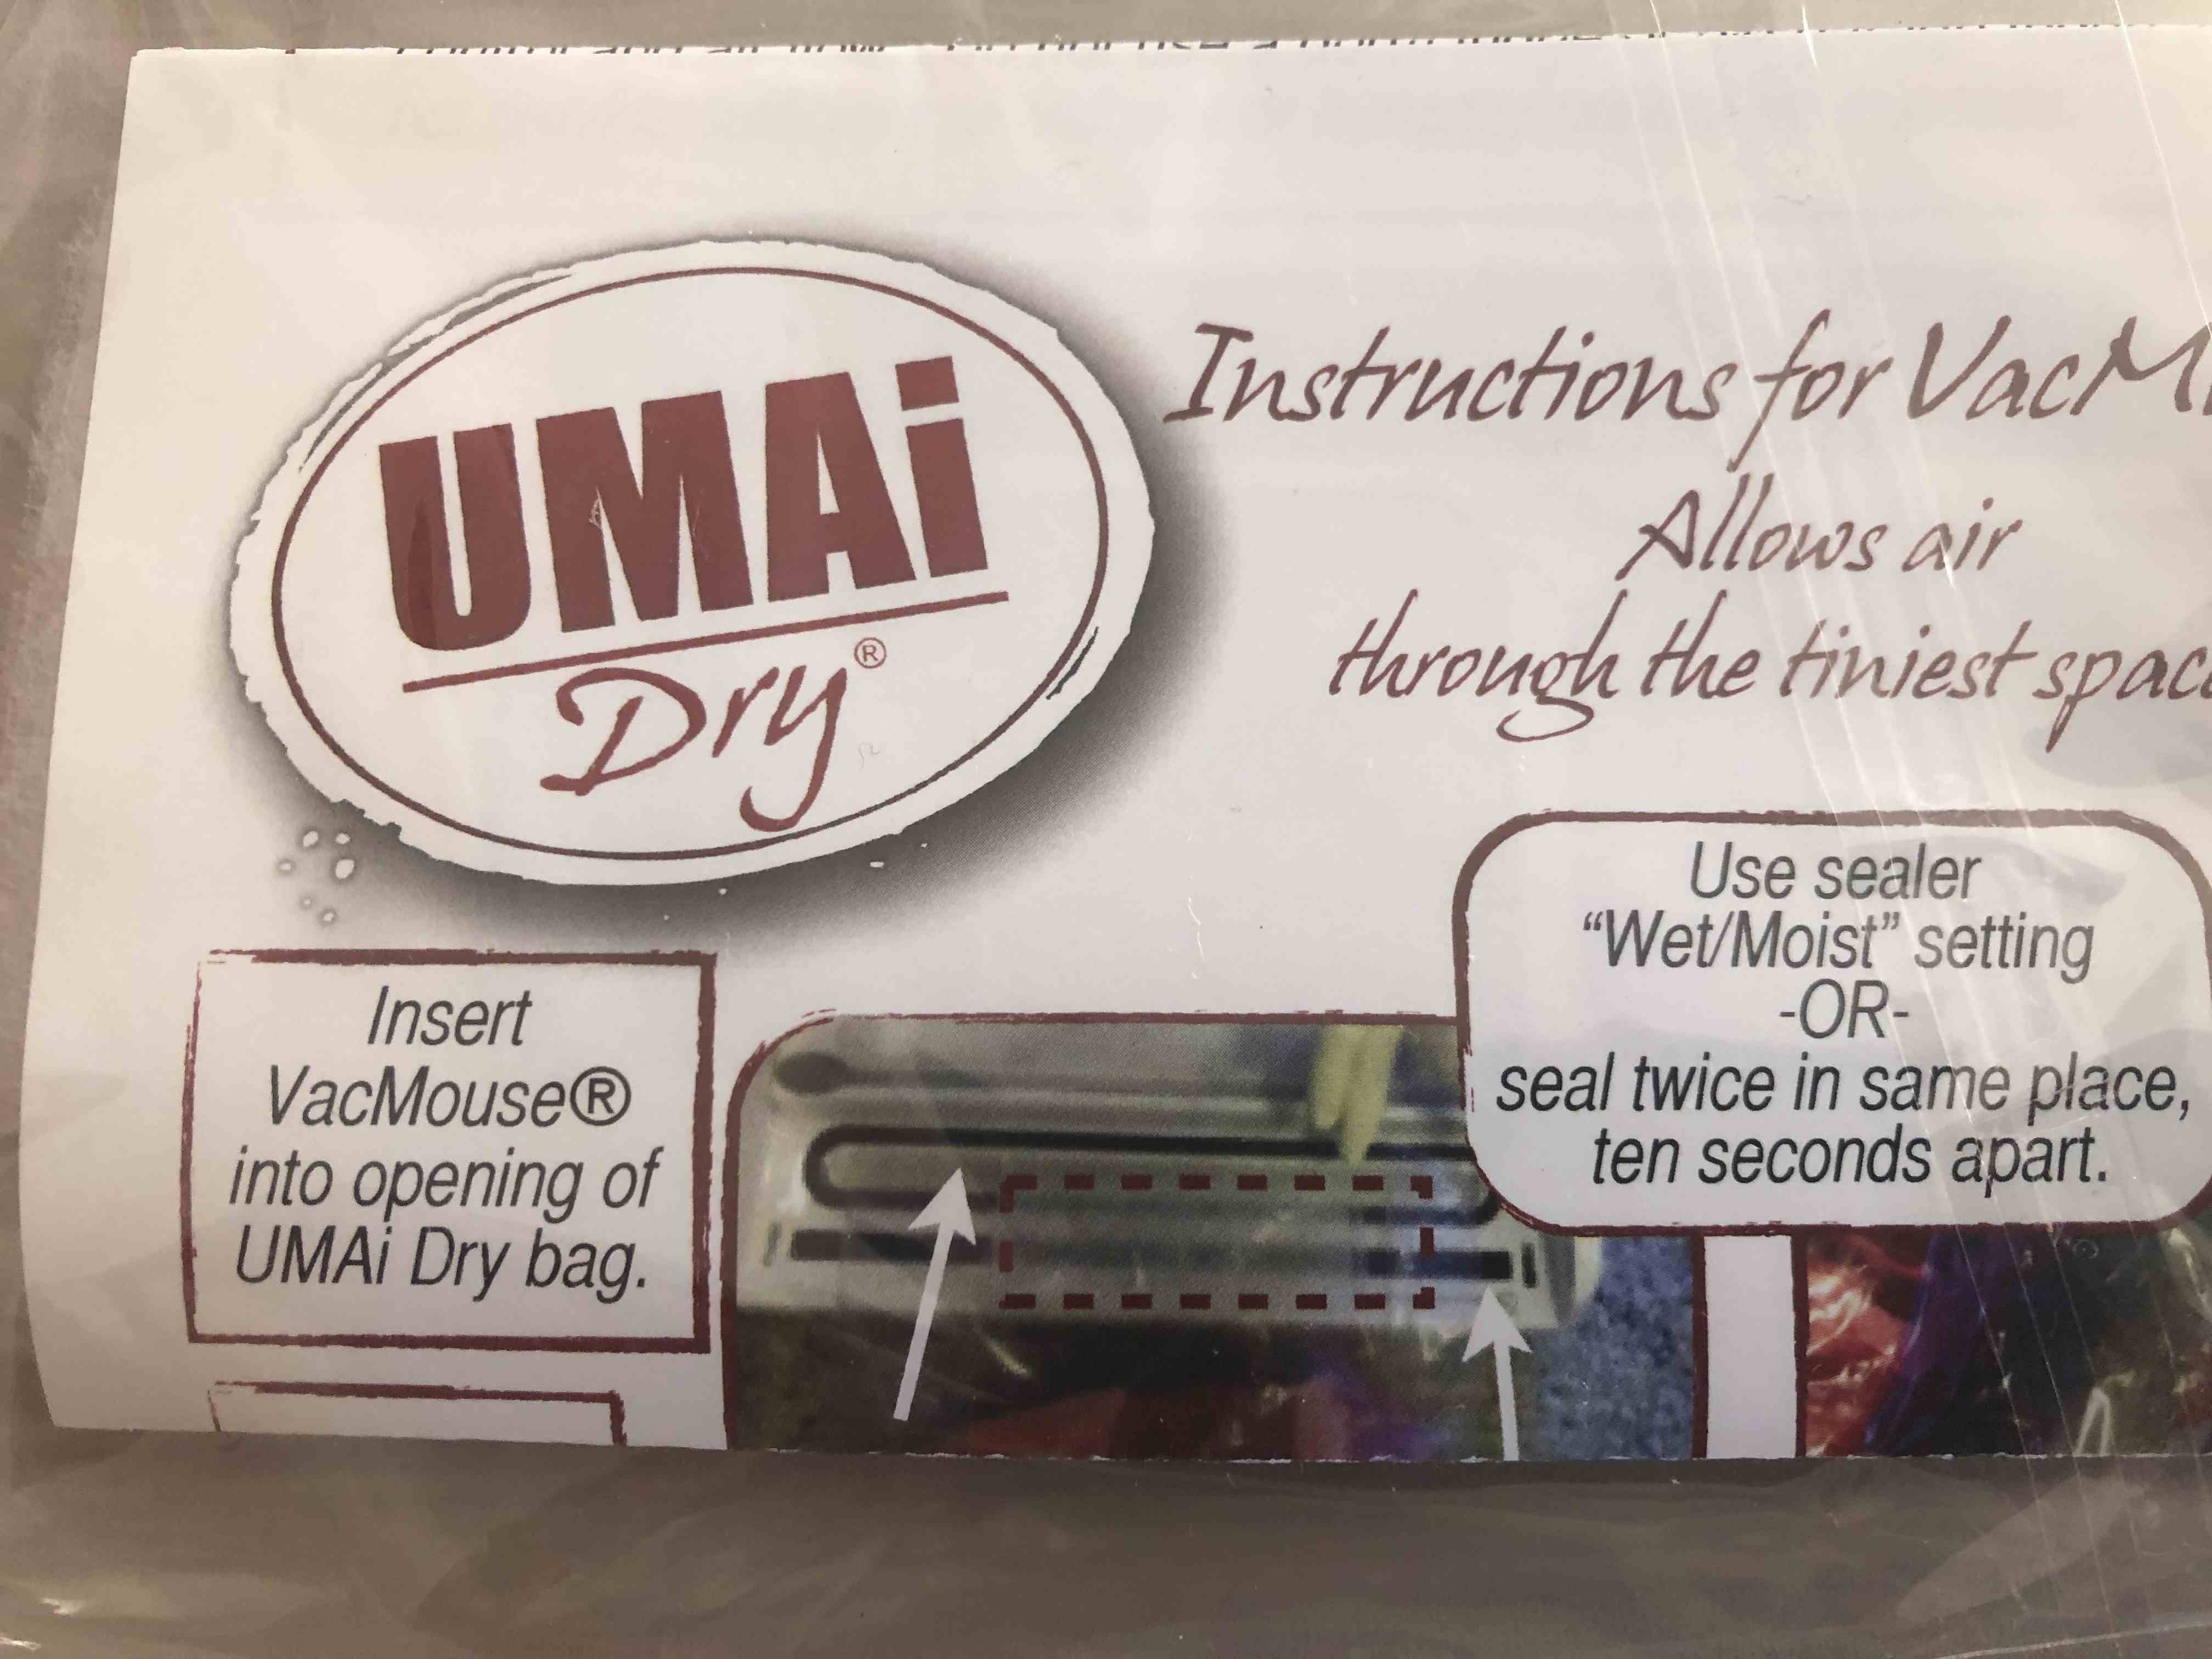 UMAi
Dry®
Instructions for VacM
Allows air
through the tiniest spac
Use sealer
“Wet/Moist” setting
-OR-
seal twice in same place,
ten seconds apart.
Insert
VacMouse®
into opening of
UMAi Dry bag.